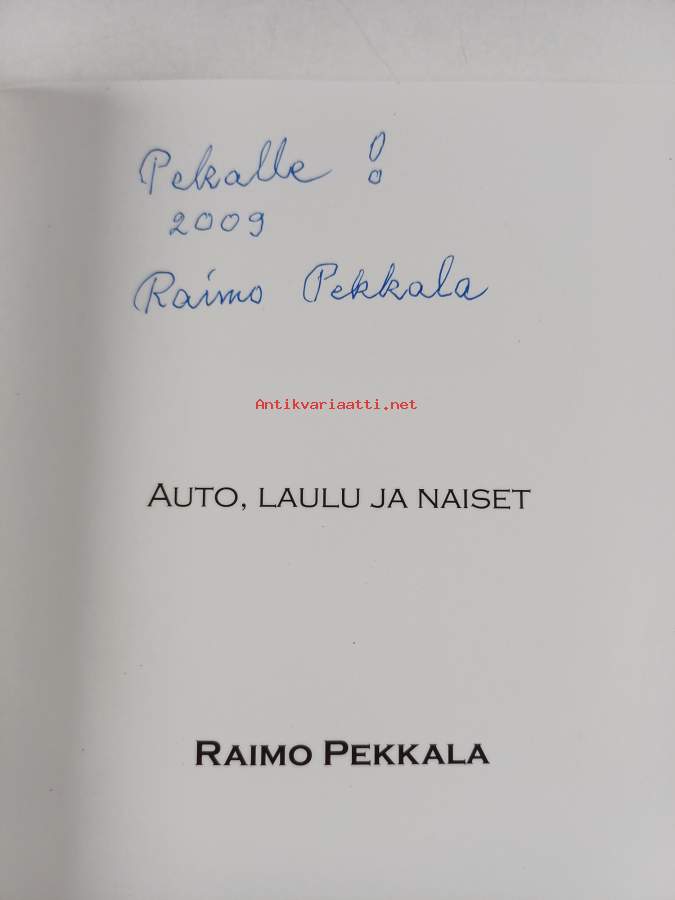 Pekalle !
2009
Raimo Pekkala
Antikvariaatti.net
AUTO, LAULU JA NAISET
RAIMO PEKKALA